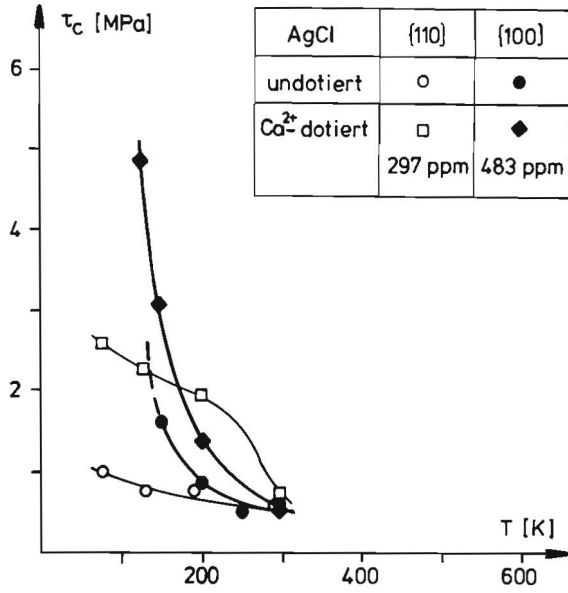 τc [MPa]
AgCl {110} {100}
undotiert
Ca²⁺-dotiert
297 ppm 483 ppm
6
4
2
T [K]
200 400 600